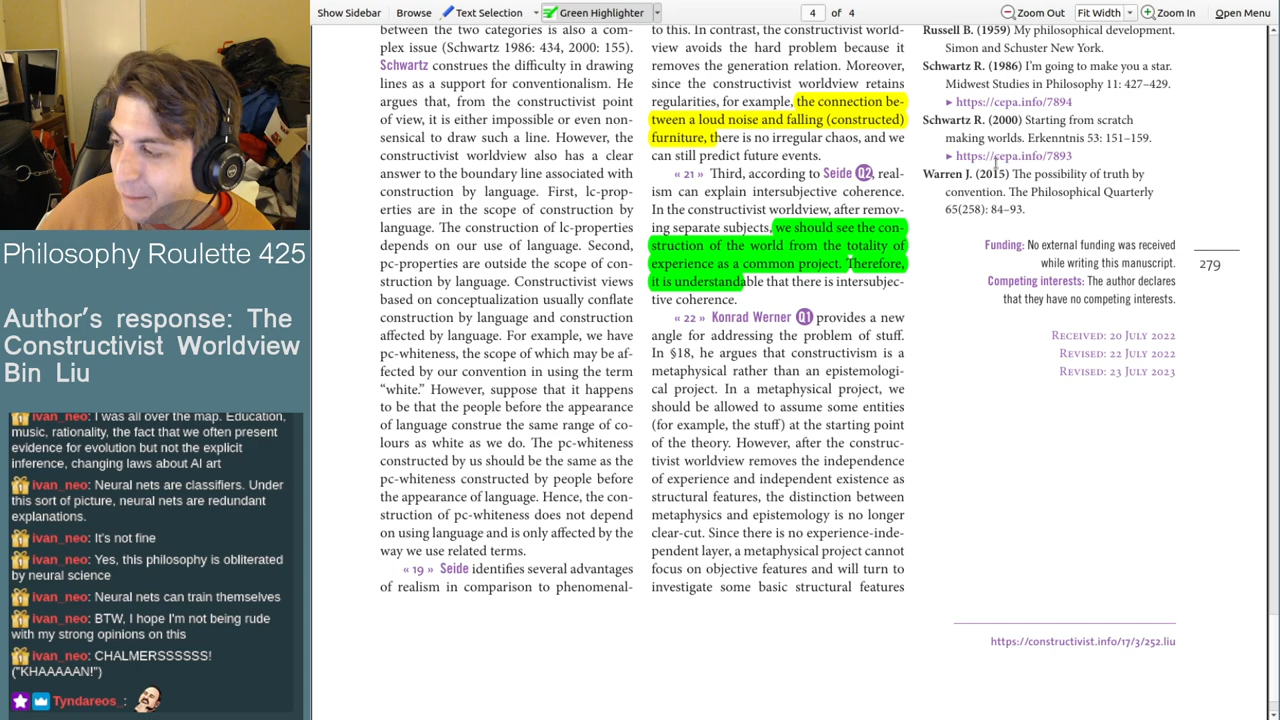 Show Sidebar Browse Text Selection Green Highlighter 4 of 4 Zoom Out Fit Width Zoom In Open Menu
Philosophy Roulette 425
Author's response: The
Constructivist Worldview
Bin Liu
ivan_neo: I was all over the map. Education,
music, rationality, the fact that we often present
evidence for evolution but not the explicit
inference, changing laws about AI art
ivan_neo: Neural nets are classifiers. Under
this sort of picture, neural nets are redundant
explanations.
ivan_neo: It's not fine
ivan_neo: Yes, this philosophy is obliterated
by neural science
ivan_neo: Neural nets can train themselves
ivan_neo: BTW, I hope I'm not being rude
with my strong opinions on this
ivan_neo: CHALMERSSSSSS!
("KHAAAAAN!")
Tyndareos_:
between the two categories is also a com-
plex issue (Schwartz 1986: 434, 2000: 155).
Schwartz construes the difficulty in drawing
lines as a support for conventionalism. He
argues that, from the constructivist point
of view, it is either impossible or even non-
sensical to draw such a line. However, the
constructivist worldview also has a clear
answer to the boundary line associated with
construction by language. First, lc-prop-
erties are in the scope of construction by
language. The construction of lc-properties
depends on our use of language. Second,
pc-properties are outside the scope of con-
struction by language. Constructivist views
based on conceptualization usually conflate
construction by language and construction
affected by language. For example, we have
pc-whiteness, the scope of which may be af-
fected by our convention in using the term
“white.” However, suppose that it happens
to be that the people before the appearance
of language construe the same range of co-
lours as white as we do. The pc-whiteness
constructed by us should be the same as the
pc-whiteness constructed by people before
the appearance of language. Hence, the con-
struction of pc-whiteness does not depend
on using language and is only affected by the
way we use related terms.
« 19 » Seide identifies several advantages
of realism in comparison to phenomenal-
to this. In contrast, the constructivist world-
view avoids the hard problem because it
removes the generation relation. Moreover,
since the constructivist worldview retains
regularities, for example, the connection be-
tween a loud noise and falling (constructed)
furniture, there is no irregular chaos, and we
can still predict future events.
« 21 » Third, according to Seide Q2, real-
ism can explain intersubjective coherence.
In the constructivist worldview, after remov-
ing separate subjects, we should see the con-
struction of the world from the totality of
experience as a common project. Therefore,
it is understandable that there is intersubjec-
tive coherence.
« 22 » Konrad Werner Q1 provides a new
angle for addressing the problem of stuff.
In §18, he argues that constructivism is a
metaphysical rather than an epistemologi-
cal project. In a metaphysical project, we
should be allowed to assume some entities
(for example, the stuff) at the starting point
of the theory. However, after the construc-
tivist worldview removes the independence
of experience and independent existence as
structural features, the distinction between
metaphysics and epistemology is no longer
clear-cut. Since there is no experience-inde-
pendent layer, a metaphysical project cannot
focus on objective features and will turn to
investigate some basic structural features
Russell B. (1959) My philosophical development.
Simon and Schuster New York.
Schwartz R. (1986) I'm going to make you a star.
Midwest Studies in Philosophy 11: 427–429.
▸ https://cepa.info/7894
Schwartz R. (2000) Starting from scratch
making worlds. Erkenntnis 53: 151–159.
▸ https://cepa.info/7893
Warren J. (2015) The possibility of truth by
convention. The Philosophical Quarterly
65(258): 84–93.
Funding: No external funding was received
while writing this manuscript.
Competing interests: The author declares
that they have no competing interests.
279
Received: 20 July 2022
Revised: 22 July 2022
Revised: 23 July 2023
https://constructivist.info/17/3/252.liu